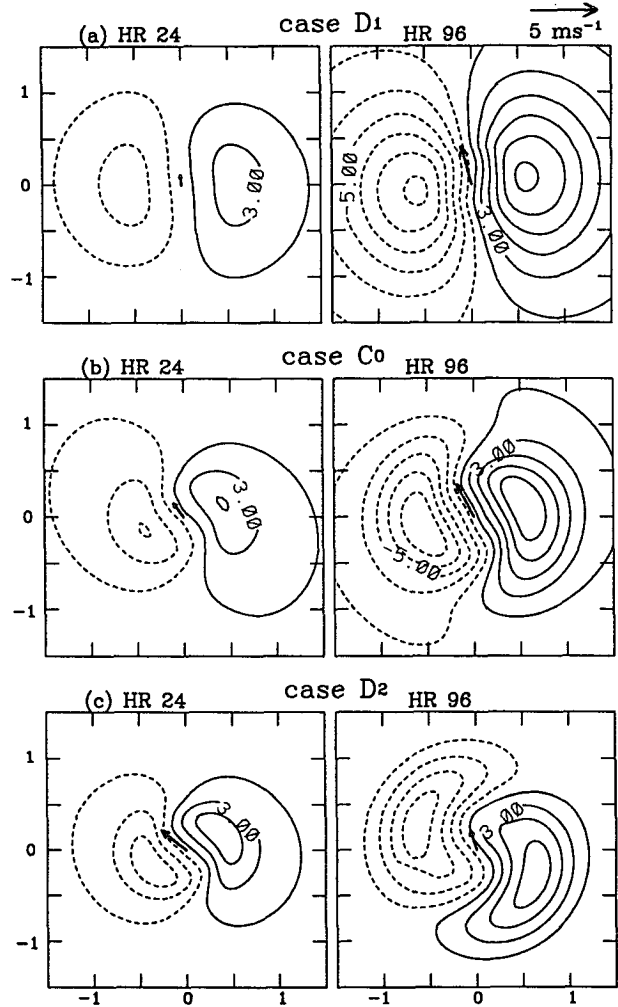 case D1
5 ms⁻¹
(a) HR 24
HR 96
1
0
-1
3.00
5.00
3.00
case C0
(b) HR 24
HR 96
1
0
-1
3.00
3.00
-5.00
case D2
(c) HR 24
HR 96
1
0
-1
3.00
3.00
-1
0
1
-1
0
1